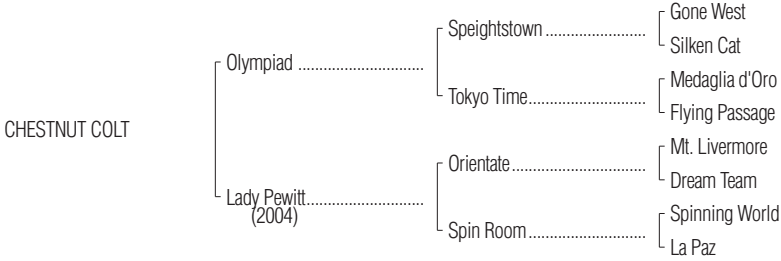 Gone West
Speightstown ..........................
Silken Cat
Olympiad ................................
Medaglia d'Oro
Tokyo Time..............................
Flying Passage
CHESTNUT COLT
Mt. Livermore
Orientate...................................
Dream Team
Lady Pewitt..............................
(2004)
Spinning World
Spin Room..............................
La Paz